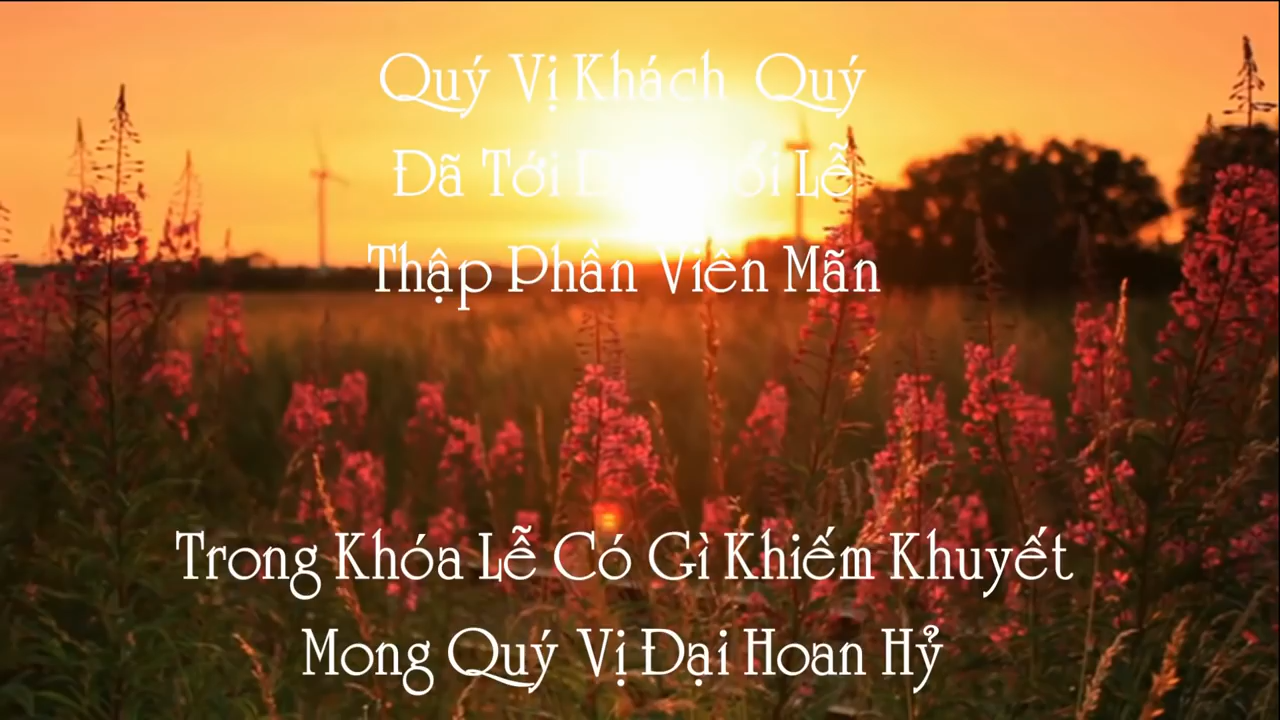 Quý Vị Khách Quý
Đã Tới Lễ
Thập Phần Viên Mãn
Trong Khóa Lễ Có Gì Khiếm Khuyết
Mong Quý Vị Đại Hoan Hỷ